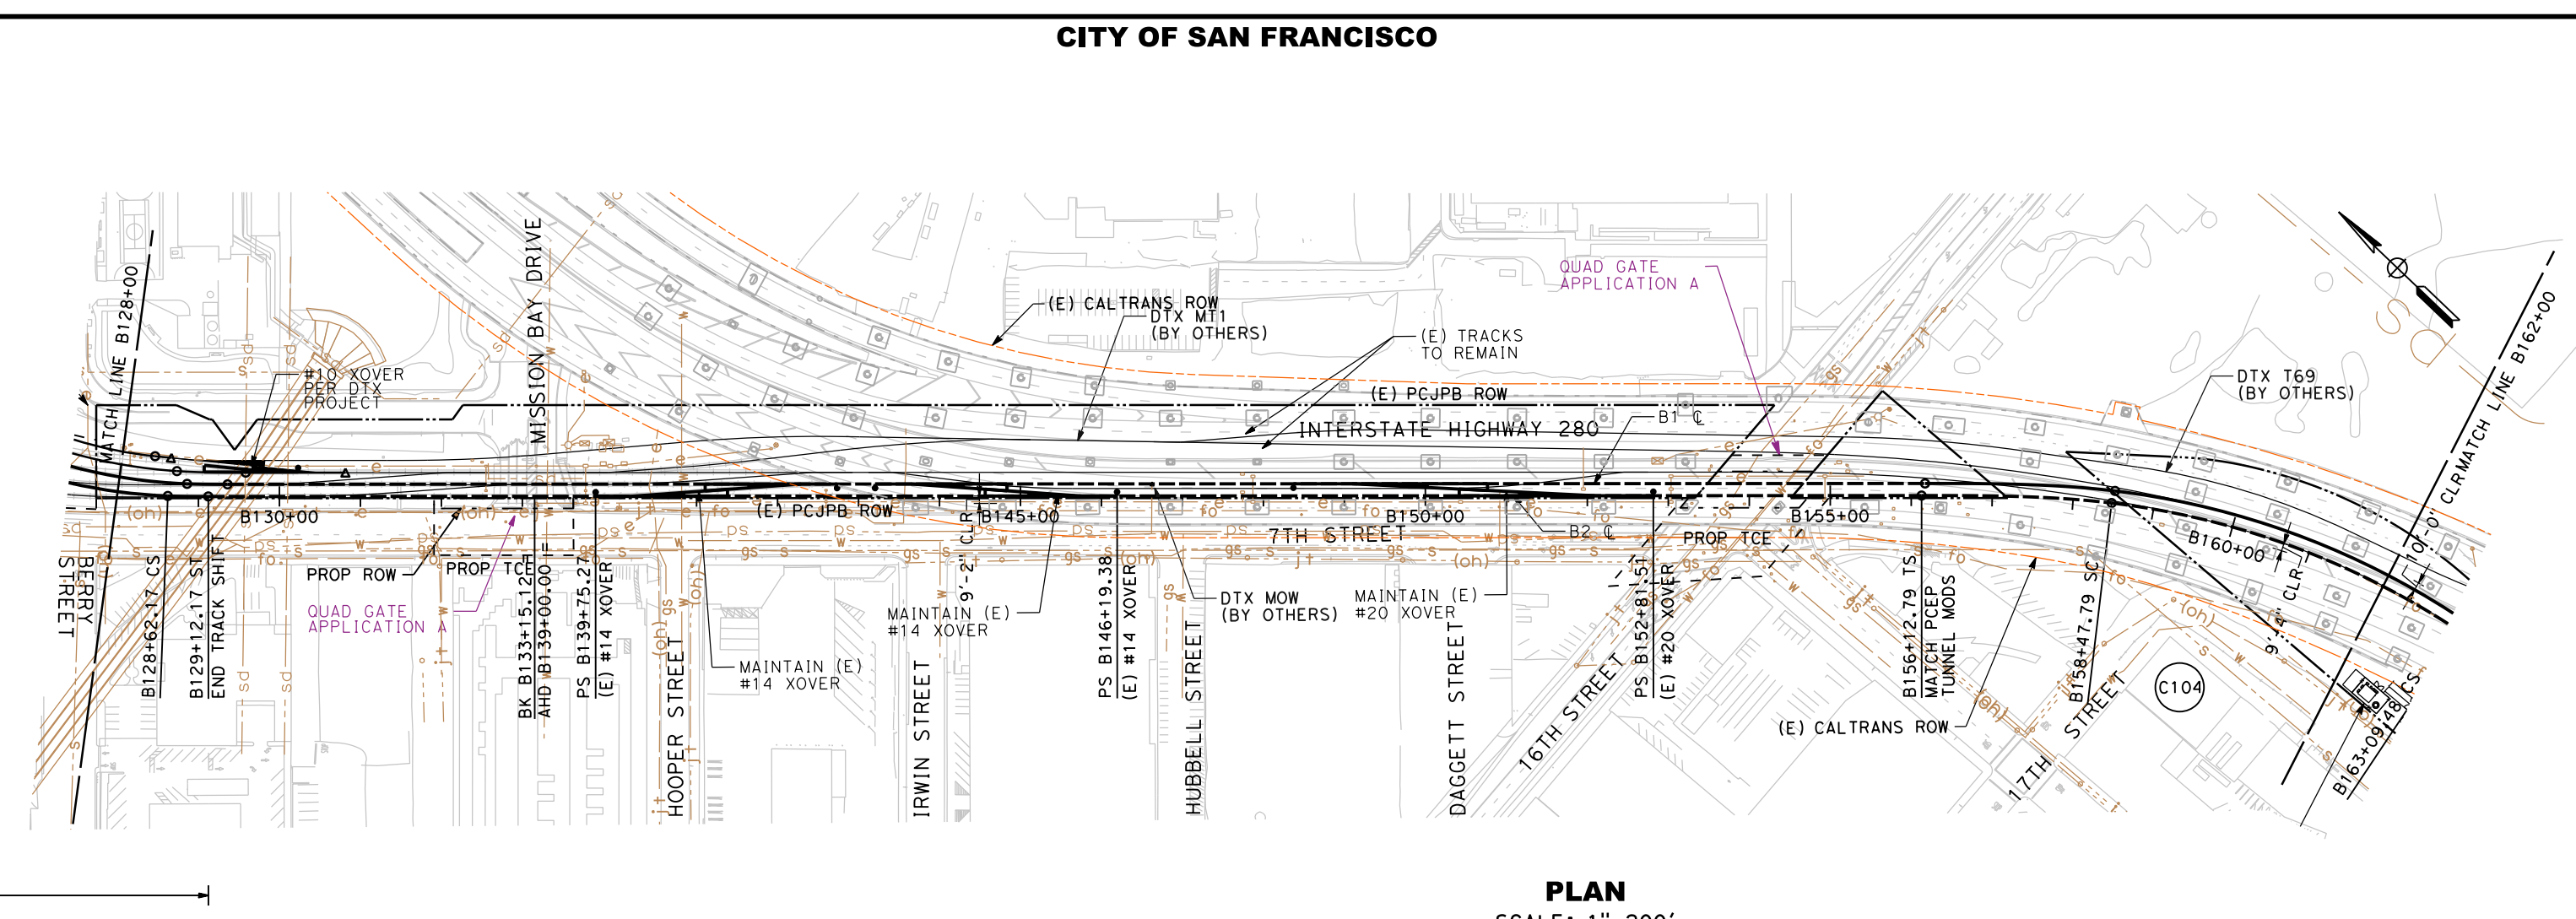 CITY OF SAN FRANCISCO
MATCH LINE B128+00
#10 XOVER
PER DTX
PROJECT
MISSION BAY DRIVE
(E) CALTRANS ROW
DTX MT1
(BY OTHERS)
(E) TRACKS
TO REMAIN
QUAD GATE
APPLICATION A
(E) PCJPB ROW
B1 ℄
INTERSTATE HIGHWAY 280
DTX T69
(BY OTHERS)
SD
MATCH LINE B162+00
10'-0" CLR
B130+00
(E) PCJPB ROW
B145+00
B150+00
B155+00
B160+00
7TH STREET
B2 ℄
PROP TCE
BERRY
STREET
B128+62.17 CS
B129+12.17 ST
END TRACK SHIFT
PROP ROW
PROP TCE
QUAD GATE
APPLICATION A
BK B133+15.12
AHD B139+00.00
PS B139+75.27
(E) #14 XOVER
HOOPER STREET
MAINTAIN (E)
#14 XOVER
IRWIN STREET
9'-2" CLR
MAINTAIN (E)
#14 XOVER
PS B146+19.38
(E) #14 XOVER
HUBBELL STREET
DTX MOW
(BY OTHERS)
MAINTAIN (E)
#20 XOVER
DAGGETT STREET
16TH STREET
PS B152+81.51
(E) #20 XOVER
B156+12.79 TS
MATCH PCEP
TUNNEL MODS
(E) CALTRANS ROW
B158+47.79 SC
17TH STREET
C104
9'-4" CLR
B163+09.48 CS
PLAN
SCALE: 1"=200'